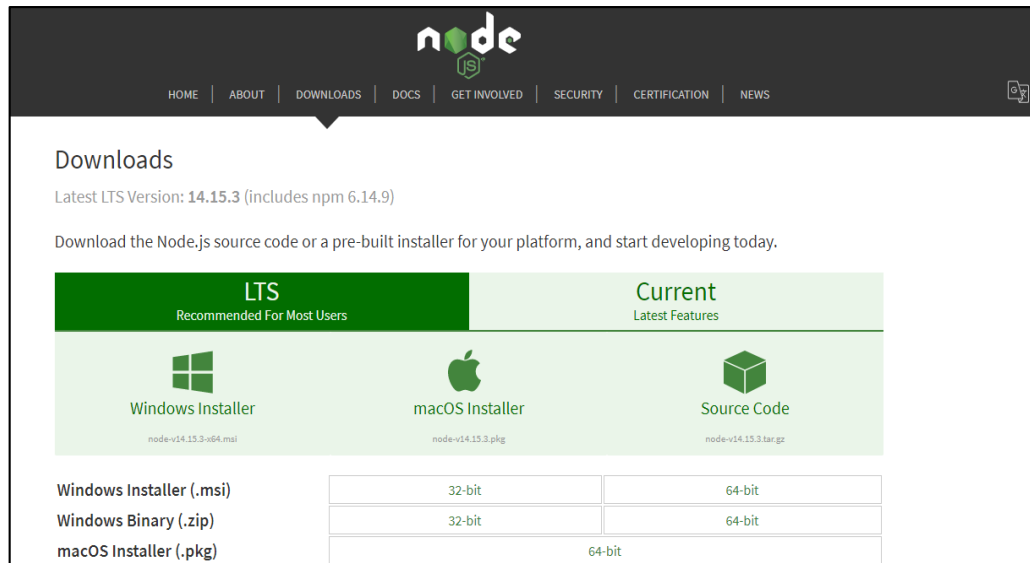 node
JS
HOME ABOUT DOWNLOADS DOCS GET INVOLVED SECURITY CERTIFICATION NEWS
Downloads
Latest LTS Version: 14.15.3 (includes npm 6.14.9)
Download the Node.js source code or a pre-built installer for your platform, and start developing today.
LTS
Recommended For Most Users
Current
Latest Features
Windows Installer
node-v14.15.3-x64.msi
macOS Installer
node-v14.15.3.pkg
Source Code
node-v14.15.3.tar.gz
Windows Installer (.msi) 32-bit 64-bit
Windows Binary (.zip) 32-bit 64-bit
macOS Installer (.pkg) 64-bit